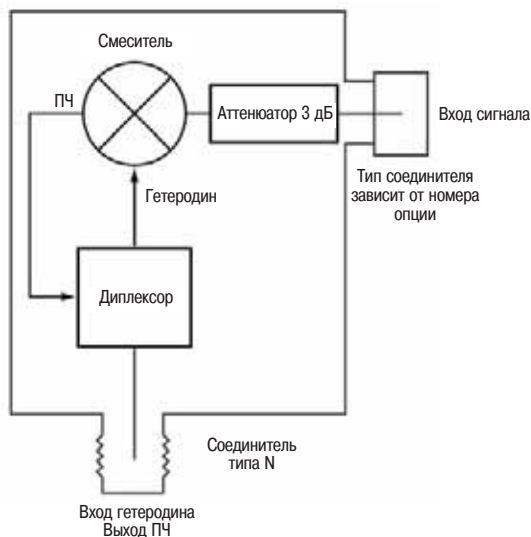 Смеситель
ПЧ
Аттенюатор 3 дБ
Вход сигнала
Тип соединителя
зависит от номера
опции
Гетеродин
Диплексор
Соединитель
типа N
Вход гетеродина
Выход ПЧ